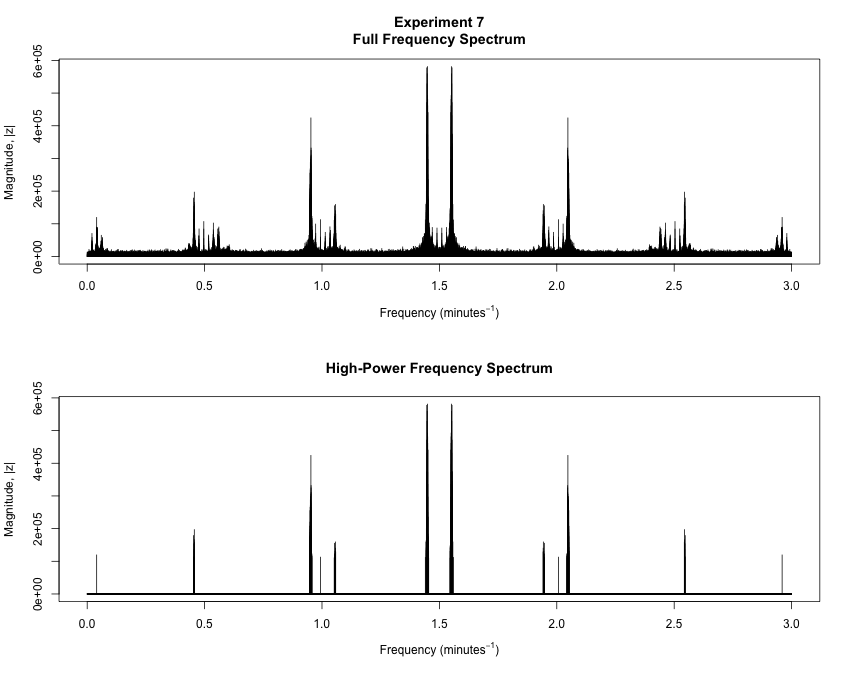 Experiment 7
Full Frequency Spectrum
Magnitude, |z|
6e+05
4e+05
2e+05
0e+00
0.0 0.5 1.0 1.5 2.0 2.5 3.0
Frequency (minutes⁻¹)
High-Power Frequency Spectrum
Magnitude, |z|
6e+05
4e+05
2e+05
0e+00
0.0 0.5 1.0 1.5 2.0 2.5 3.0
Frequency (minutes⁻¹)